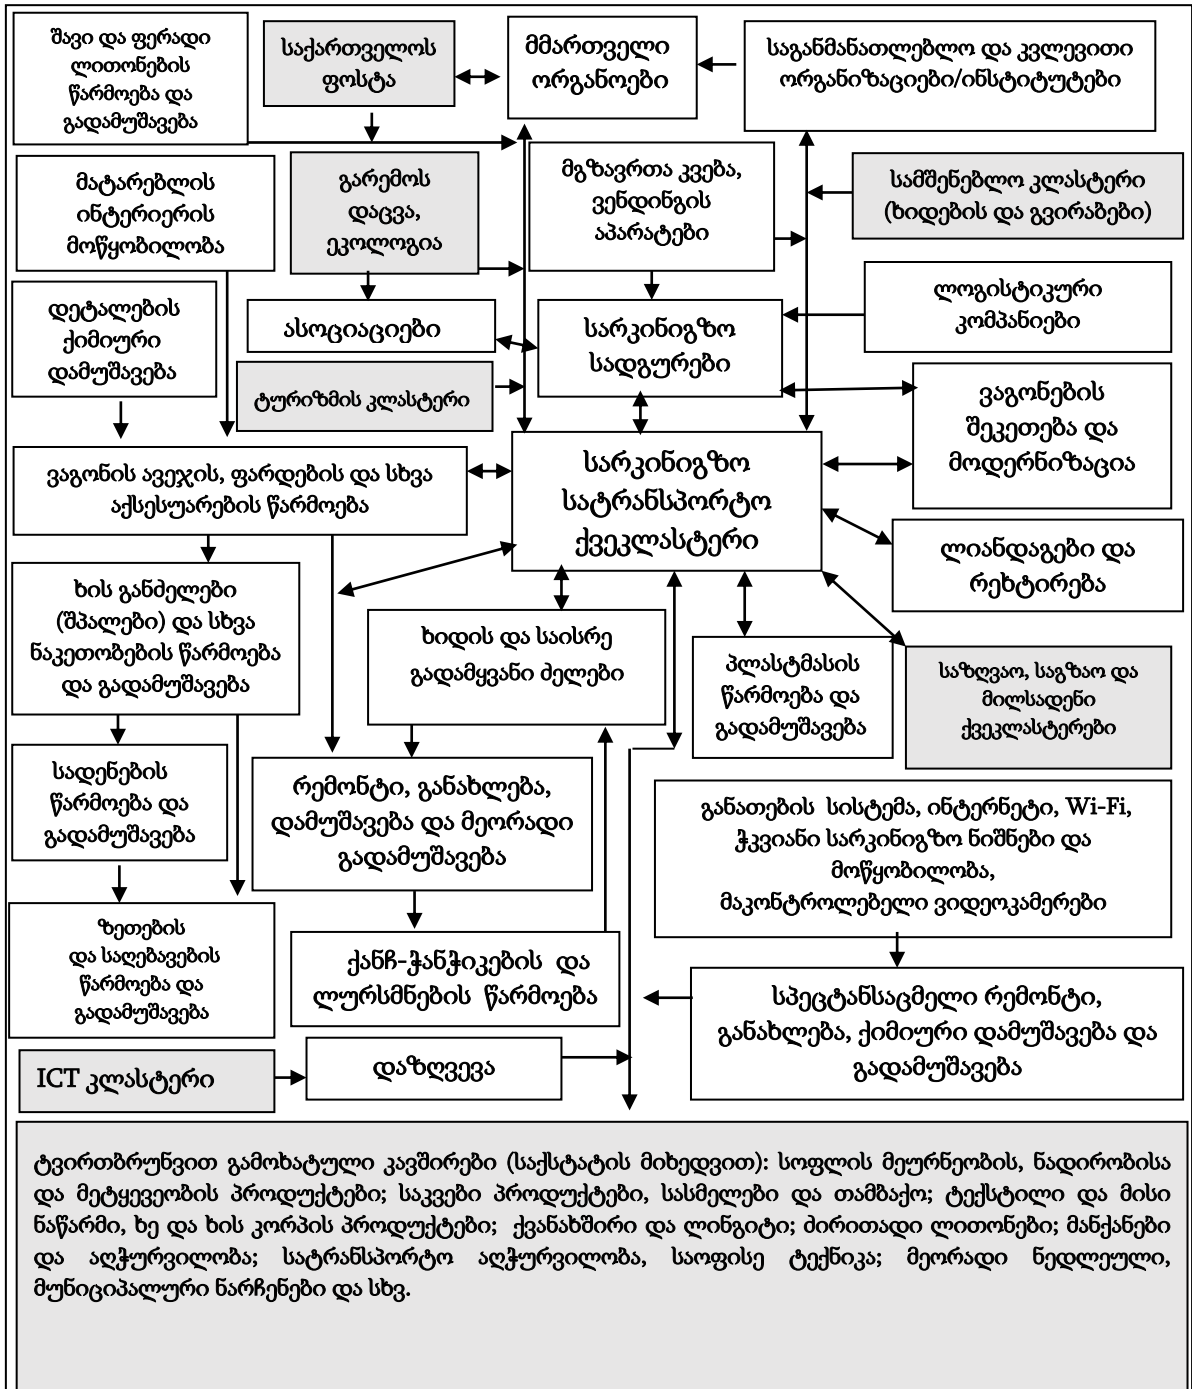 შავი და ფერადი
ლითონების
წარმოება და
გადამუშავება
საქართველოს
ფოსტა
მმართველი
ორგანოები
საგანმანათლებლო და კვლევითი
ორგანიზაციები/ინსტიტუტები
მატარებლის
ინტერიერის
მოწყობილობა
გარემოს
დაცვა,
ეკოლოგია
მგზავრთა კვება,
ვენდინგის
აპარატები
სამშენებლო კლასტერი
(ხიდების და გვირაბები)
დეტალების
ქიმიური
დამუშავება
ასოციაციები
სარკინიგზო
სადგურები
ლოგისტიკური
კომპანიები
ტურიზმის კლასტერი
ვაგონების
შეკეთება და
მოდერნიზაცია
ვაგონის ავეჯის, ფარდების და სხვა
აქსესუარების წარმოება
სარკინიგზო
სატრანსპორტო
ქვეკლასტერი
ლიანდაგები და
რეხტირება
ხის განძელები
(შპალები) და სხვა
ნაკეთობების წარმოება
და გადამუშავება
ხიდის და საისრე
გადამყვანი ძელები
პლასტმასის
წარმოება და
გადამუშავება
საზღვაო, საგზაო და
მილსადენი
ქვეკლასტერები
სადენების
წარმოება და
გადამუშავება
რემონტი, განახლება,
დამუშავება და მეორადი
გადამუშავება
განათების სისტემა, ინტერნეტი, Wi-Fi,
ჭკვიანი სარკინიგზო ნიშნები და
მოწყობილობა,
მაკონტროლებელი ვიდეოკამერები
ზეთების
და საღებავების
წარმოება და
გადამუშავება
ქანჩ-ჭანჭიკების და
ლურსმნების წარმოება
სპეცტანსაცმელი რემონტი,
განახლება, ქიმიური დამუშავება და
გადამუშავება
ICT კლასტერი
დაზღვევა
ტვირთბრუნვით გამოხატული კავშირები (საქსტატის მიხედვით): სოფლის მეურნეობის, ნადირობისა
და მეტყევეობის პროდუქტები; საკვები პროდუქტები, სასმელები და თამბაქო; ტექსტილი და მისი
ნაწარმი, ხე და ხის კორპის პროდუქტები; ქვანახშირი და ლინგიტი; ძირითადი ლითონები; მანქანები
და აღჭურვილობა; სატრანსპორტო აღჭურვილობა, საოფისე ტექნიკა; მეორადი ნედლეული,
მუნიციპალური ნარჩენები და სხვ.